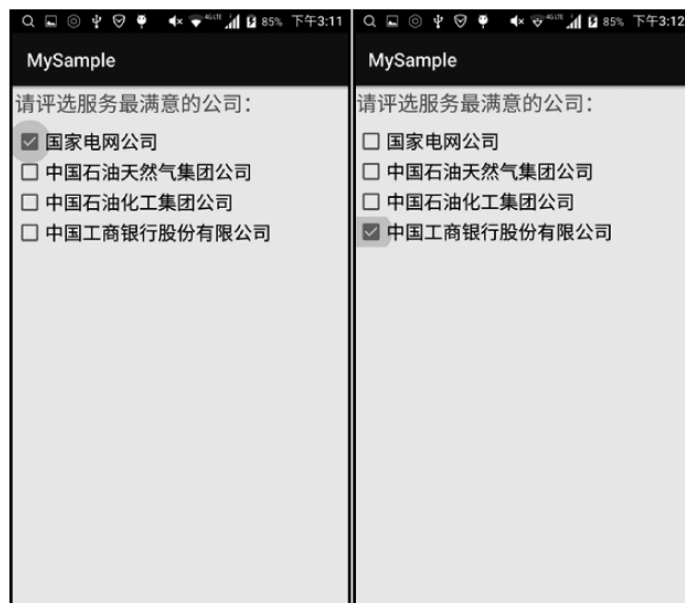 4G LTE 85% 下午3:11
MySample
请评选服务最满意的公司：
国家电网公司
中国石油天然气集团公司
中国石油化工集团公司
中国工商银行股份有限公司
4G LTE 85% 下午3:12
MySample
请评选服务最满意的公司：
国家电网公司
中国石油天然气集团公司
中国石油化工集团公司
中国工商银行股份有限公司